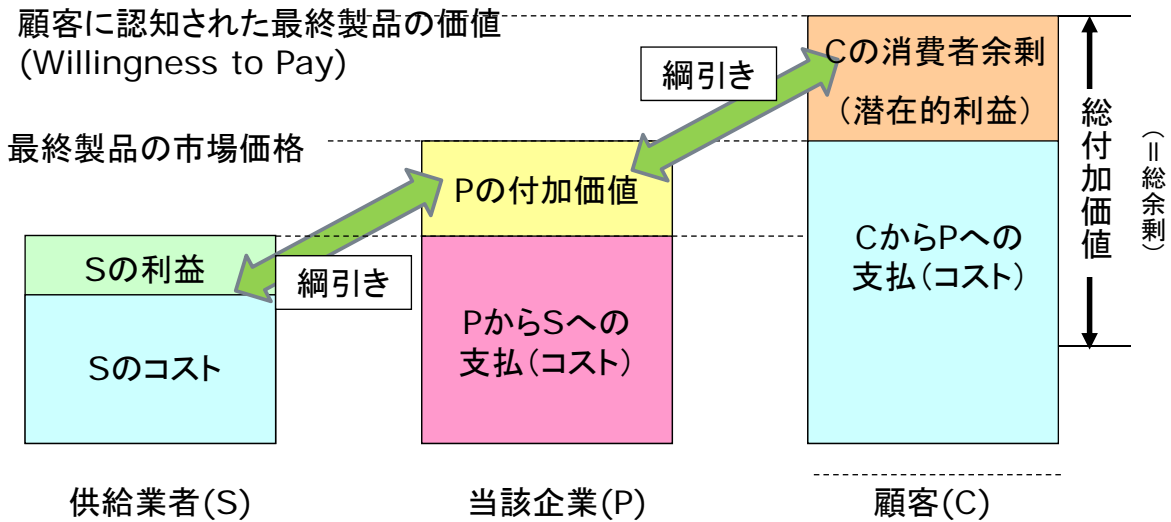 顧客に認知された最終製品の価値
(Willingness to Pay)
最終製品の市場価格
綱引き
Cの消費者余剰
（潜在的利益）
Pの付加価値
Sの利益
綱引き
Sのコスト
PからSへの
支払（コスト）
CからPへの
支払（コスト）
総付加価値
（＝総余剰）
供給業者(S)
当該企業(P)
顧客(C)